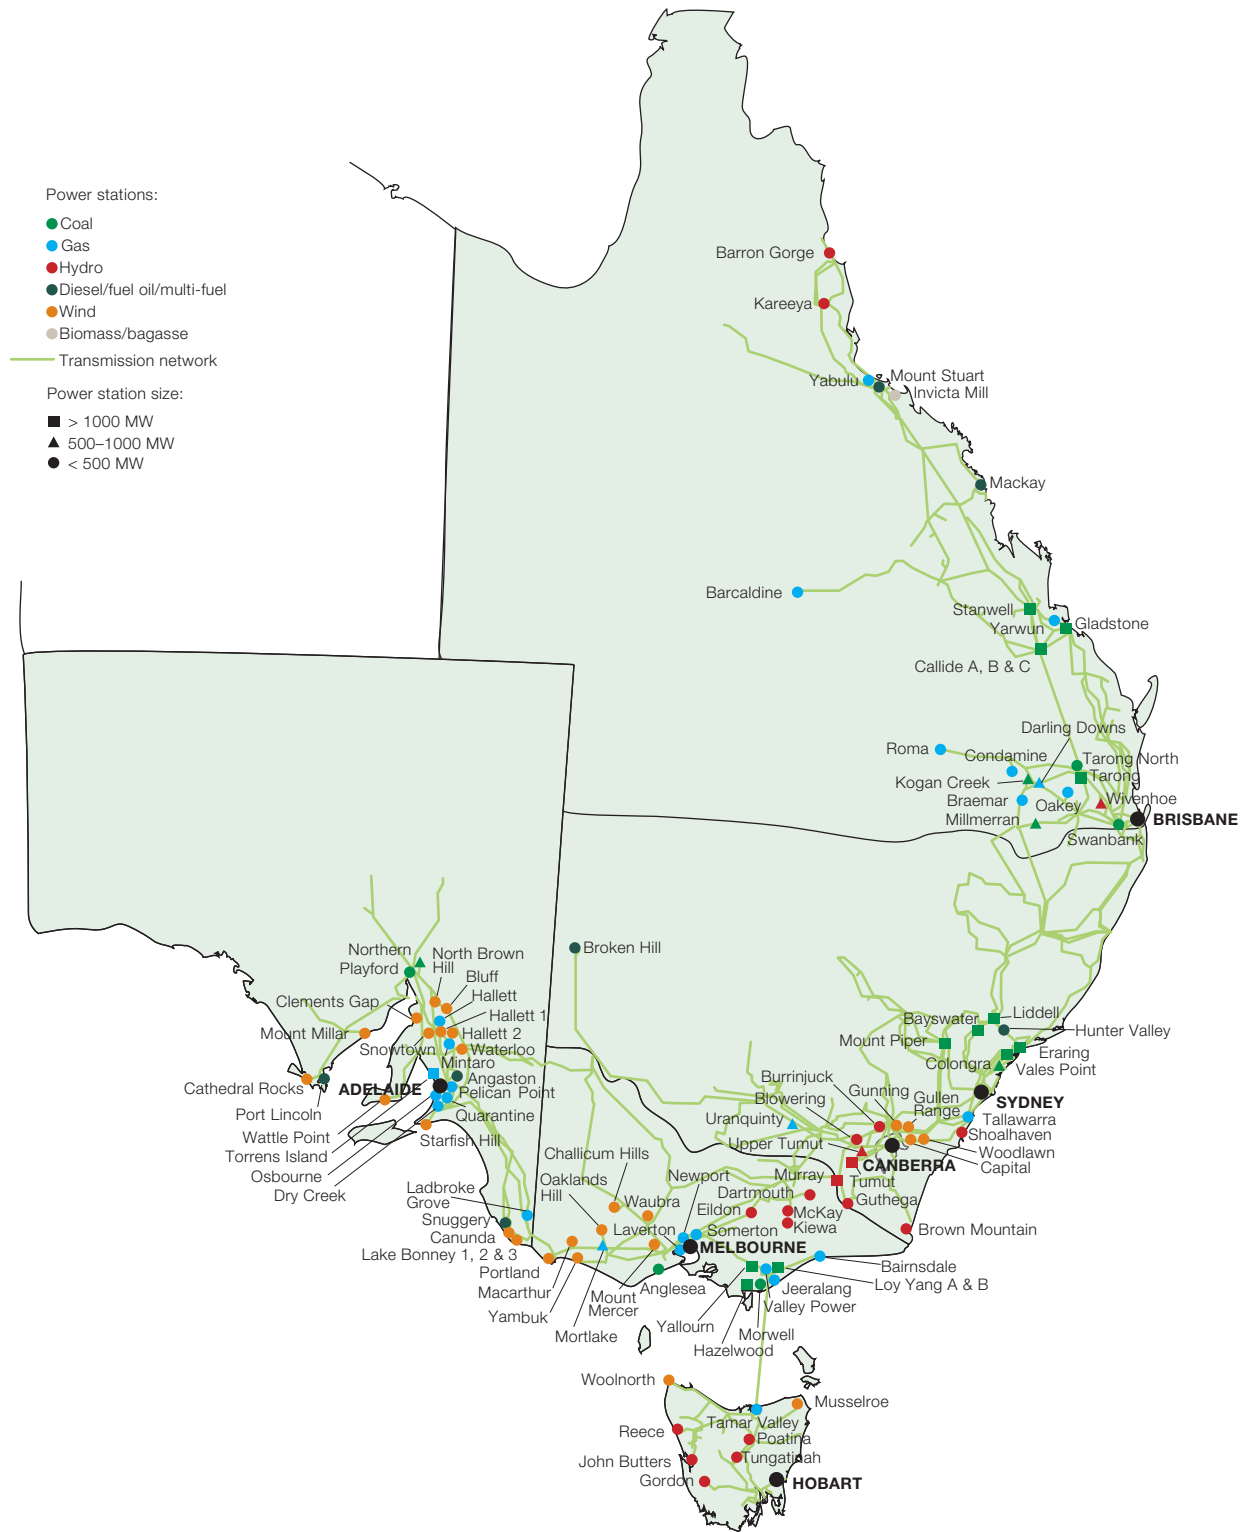 Power stations:
Coal
Gas
Hydro
Diesel/fuel oil/multi-fuel
Wind
Biomass/bagasse
Transmission network
Power station size:
> 1000 MW
500–1000 MW
< 500 MW
Barron Gorge
Kareeya
Yabulu
Mount Stuart
Invicta Mill
Mackay
Barcaldine
Stanwell
Yarwun
Gladstone
Callide A, B & C
Darling Downs
Roma
Condamine
Tarong North
Kogan Creek
Tarong
Braemar
Oakey
Wivenhoe
Millmerran
BRISBANE
Swanbank
Northern
Playford
North Brown
Hill
Bluff
Hallett
Clements Gap
Hallett 1
Mount Millar
Hallett 2
Snowtown
Waterloo
Mintaro
Cathedral Rocks
ADELAIDE
Angaston
Pelican Point
Port Lincoln
Quarantine
Wattle Point
Starfish Hill
Torrens Island
Osbourne
Dry Creek
Broken Hill
Bayswater
Liddell
Hunter Valley
Mount Piper
Eraring
Colongra
Vales Point
Burrinjuck
Gunning
Blowering
Gullen
Range
SYDNEY
Uranquinty
Tallawarra
Shoalhaven
Upper Tumut
Woodlawn
CANBERRA
Capital
Murray
Tumut
Guthega
Challicum Hills
Oaklands
Hill
Newport
Dartmouth
Ladbroke
Grove
Waubra
Eildon
McKay
Snuggery
Laverton
Somerton
Kiewa
Canunda
Brown Mountain
Lake Bonney 1, 2 & 3
MELBOURNE
Portland
Bairnsdale
Macarthur
Anglesea
Loy Yang A & B
Mount
Mercer
Jeeralang
Yambuk
Valley Power
Mortlake
Yallourn
Morwell
Hazelwood
Woolnorth
Musselroe
Tamar Valley
Reece
Poatina
John Butters
Tungatinah
Gordon
HOBART